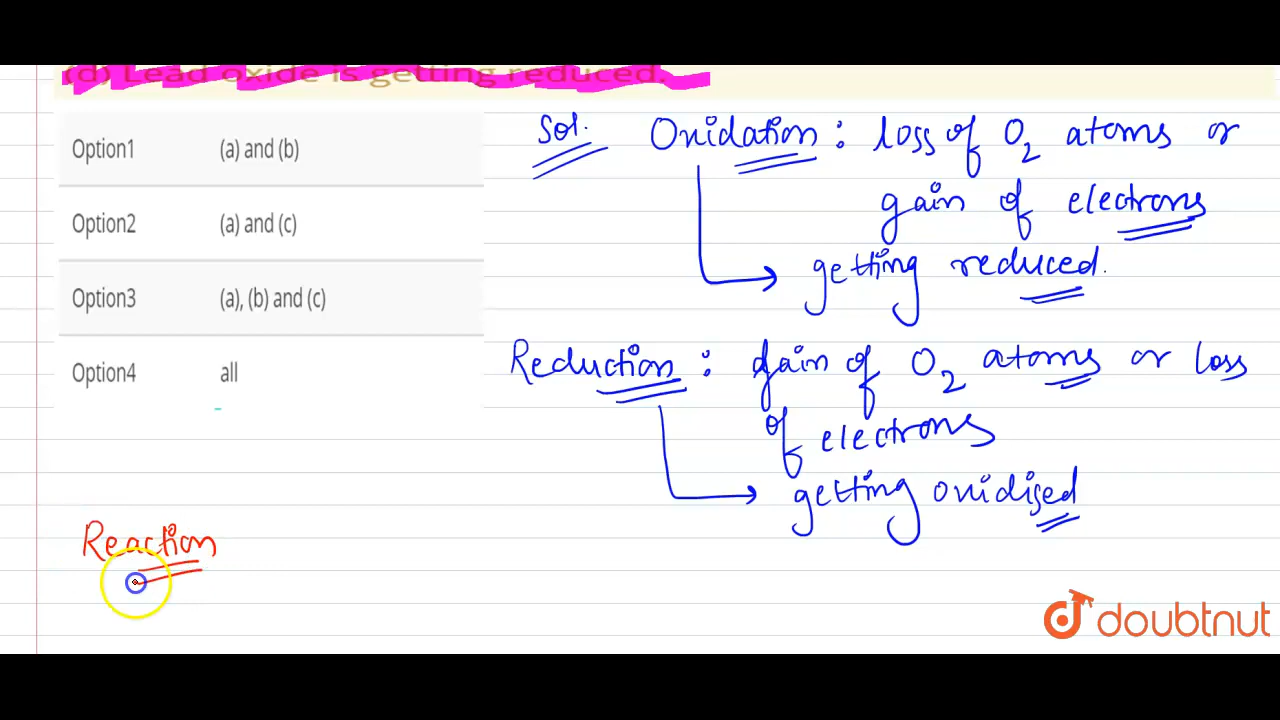 (d) Lead oxide is getting reduced.
Option1 (a) and (b)
Option2 (a) and (c)
Option3 (a), (b) and (c)
Option4 all
Sol. Oxidation : loss of O2 atoms or
gain of electrons
getting reduced.
Reduction : gain of O2 atoms or loss
of electrons
getting oxidised
Reaction
doubtnut